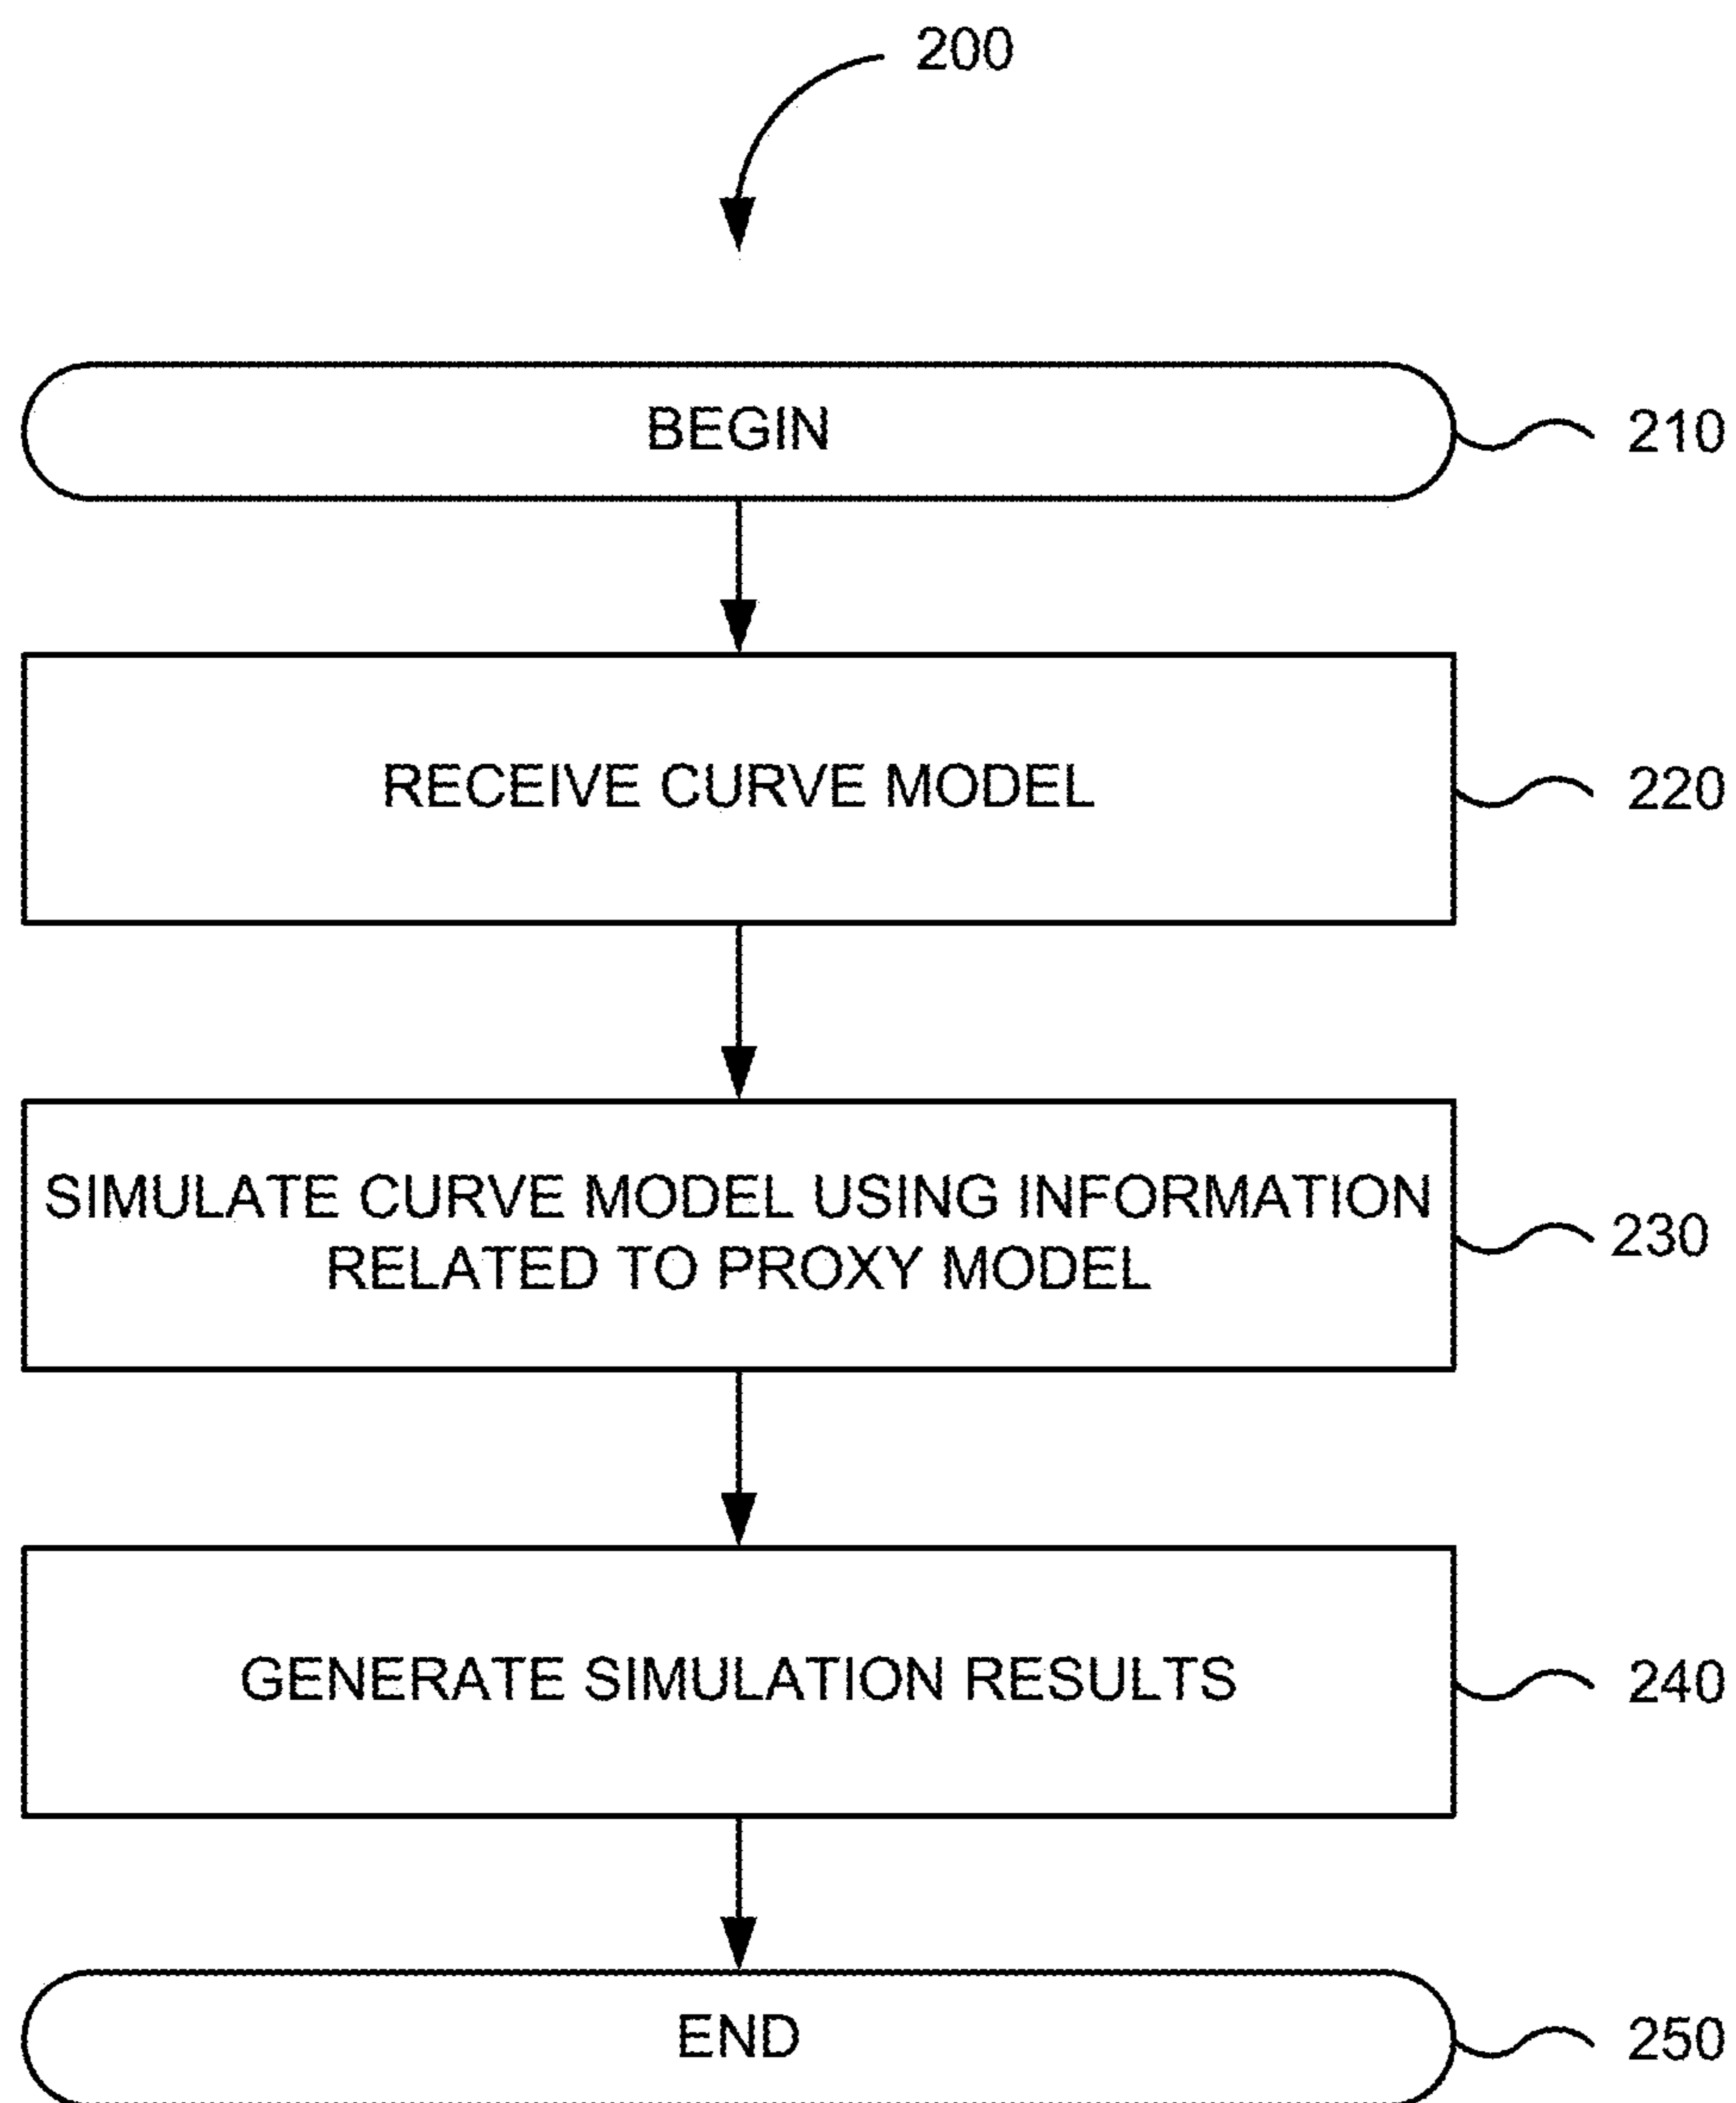 200
BEGIN
210
RECEIVE CURVE MODEL
220
SIMULATE CURVE MODEL USING INFORMATION
RELATED TO PROXY MODEL
230
GENERATE SIMULATION RESULTS
240
END
250